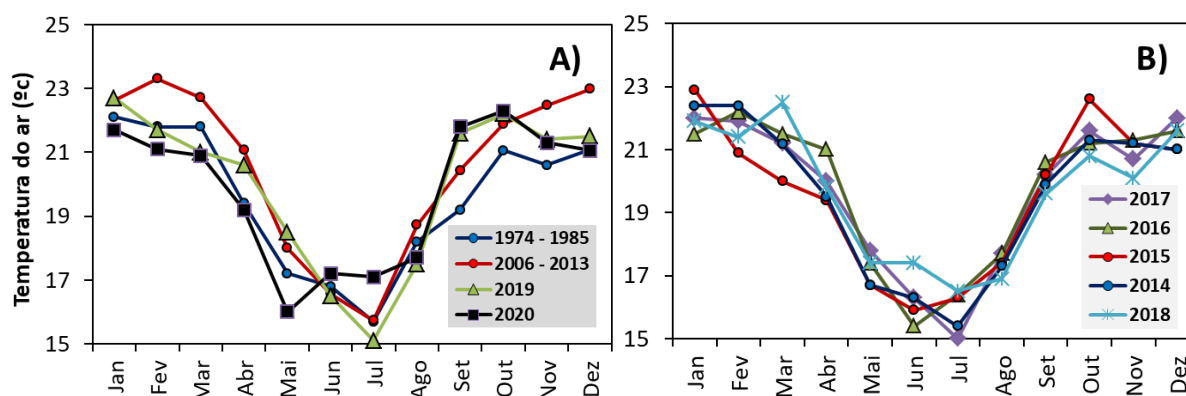 Temperatura do ar (ºc)
25
23
21
19
17
15
A)
1974 - 1985
2006 - 2013
2019
2020
Jan
Fev
Mar
Abr
Mai
Jun
Jul
Ago
Set
Out
Nov
Dez
25
23
21
19
17
15
B)
2017
2016
2015
2014
2018
Jan
Fev
Mar
Abr
Mai
Jun
Jul
Ago
Set
Out
Nov
Dez